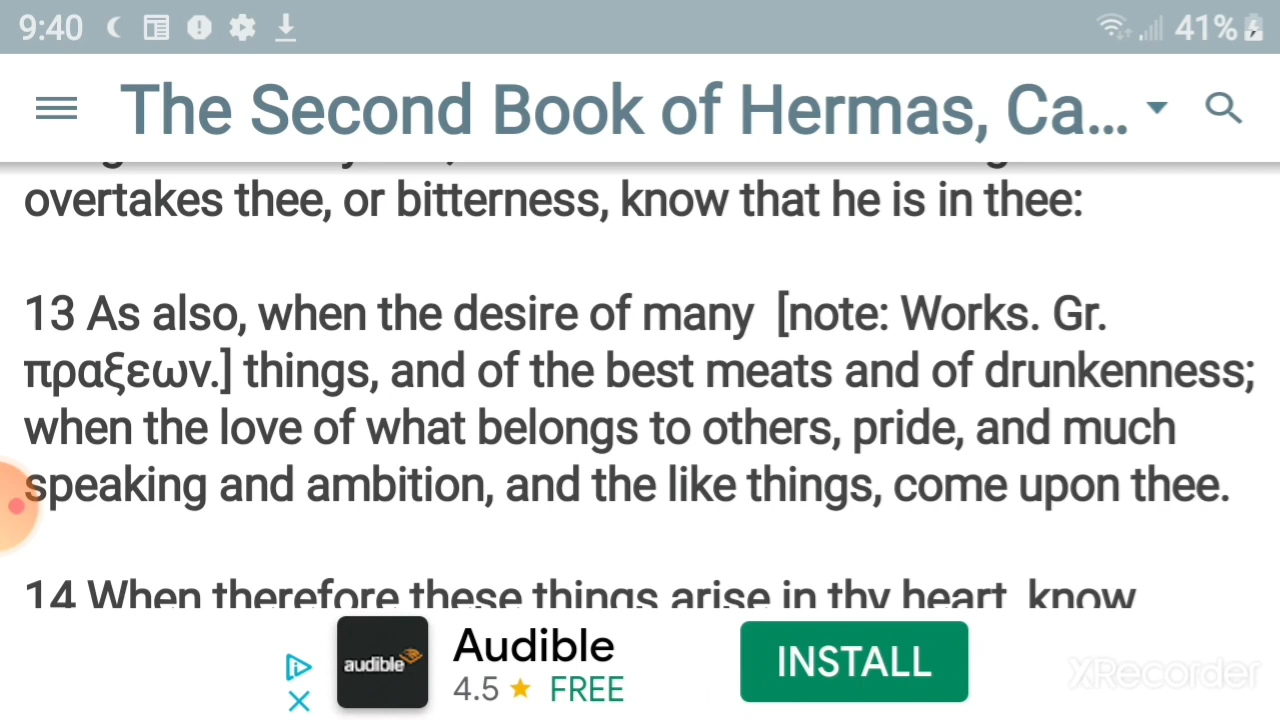 9:40
41%
The Second Book of Hermas, Ca...
overtakes thee, or bitterness, know that he is in thee:
13 As also, when the desire of many [note: Works. Gr.
πραξεων.] things, and of the best meats and of drunkenness;
when the love of what belongs to others, pride, and much
speaking and ambition, and the like things, come upon thee.
14 When therefore these things arise in thy heart, know
audible
Audible
4.5 ★ FREE
INSTALL
XRecorder